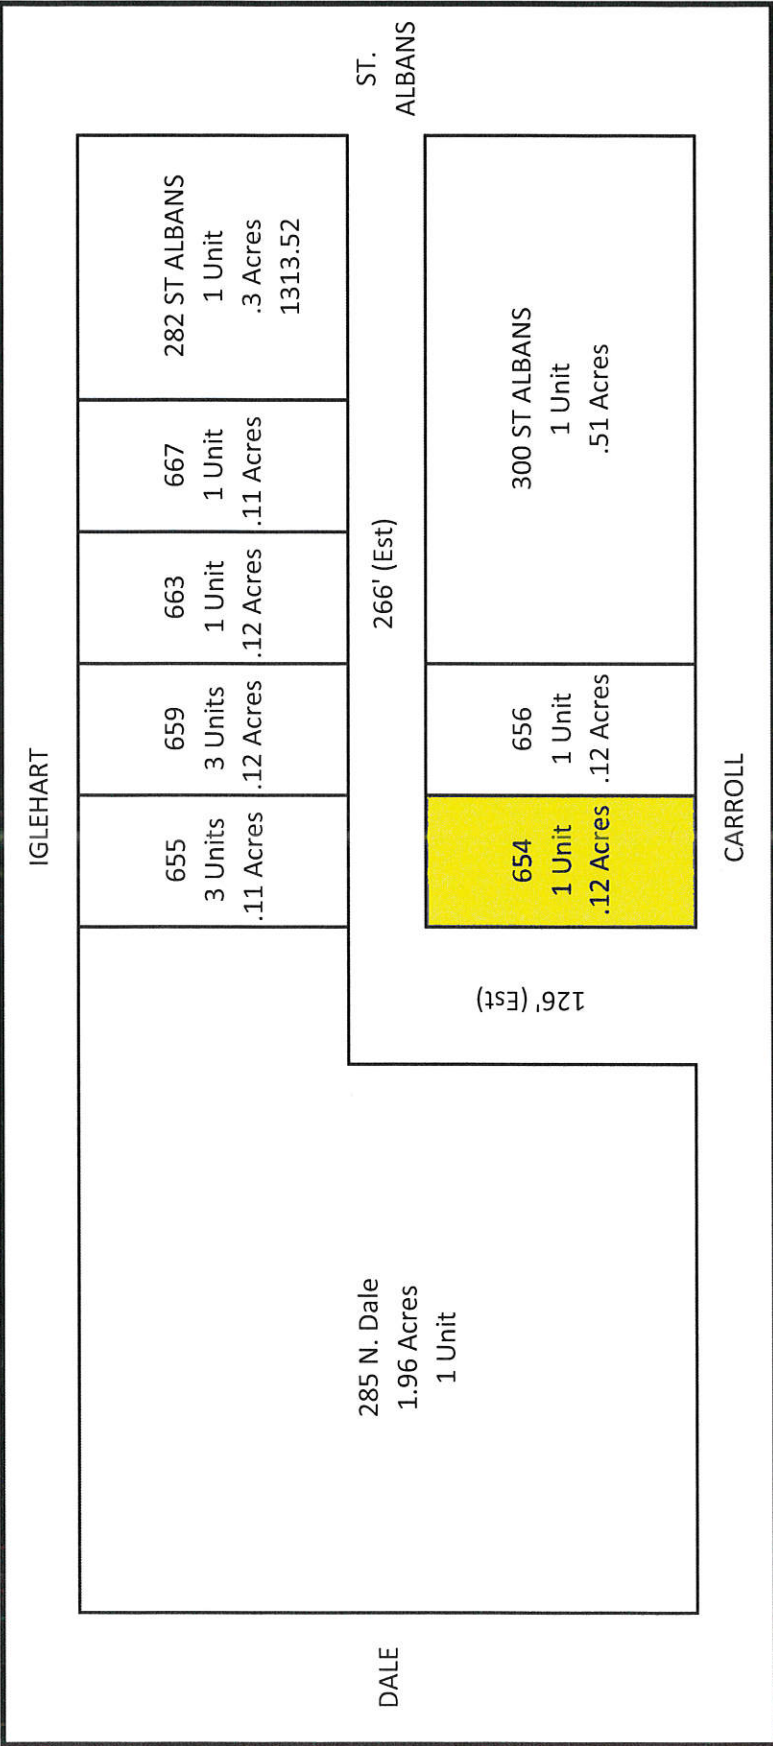 IGLEHART
655
3 Units
.11 Acres
659
3 Units
.12 Acres
663
1 Unit
.12 Acres
667
1 Unit
.11 Acres
282 ST ALBANS
1 Unit
.3 Acres
1313.52
DALE
285 N. Dale
1.96 Acres
1 Unit
266' (Est)
ST.
ALBANS
126' (Est)
654
1 Unit
.12 Acres
656
1 Unit
.12 Acres
300 ST ALBANS
1 Unit
.51 Acres
CARROLL